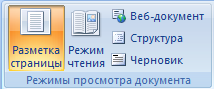 Разметка страницы
Режим чтения
Веб-документ
Структура
Черновик
Режимы просмотра документа